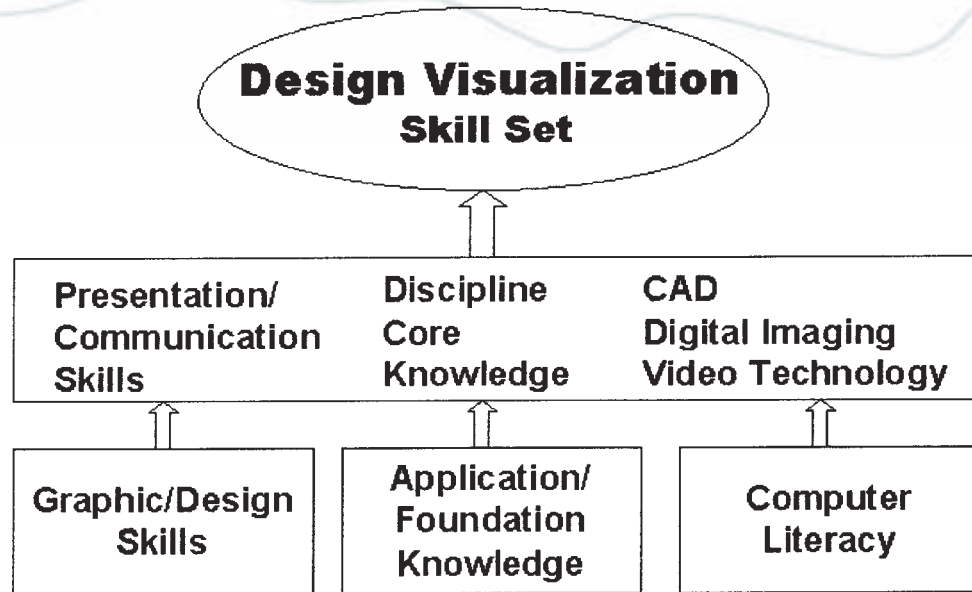 Design Visualization
Skill Set
Presentation/
Communication
Skills
Discipline
Core
Knowledge
CAD
Digital Imaging
Video Technology
Graphic/Design
Skills
Application/
Foundation
Knowledge
Computer
Literacy